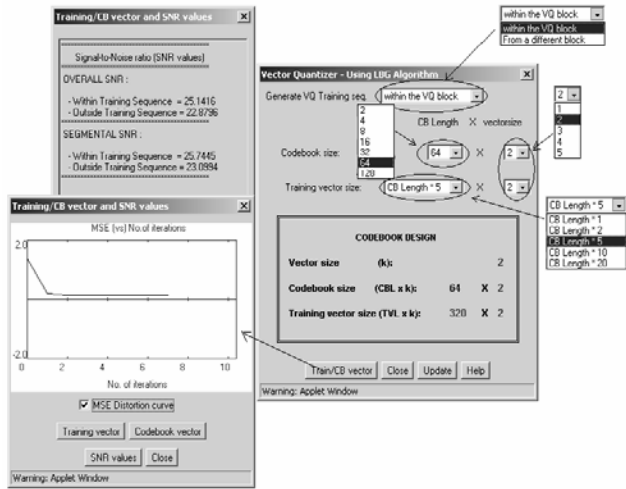 Training/CB vector and SNR values
Signal-to-Noise ratio (SNR values)
OVERALL SNR :
- Within Training Sequence = 25.1416
- Outside Training Sequence = 22.8796
SEGMENTAL SNR :
- Within Training Sequence = 25.7445
- Outside Training Sequence = 23.0994
within the VQ block
within the VQ block
From a different block
Vector Quantizer - Using LBG Algorithm
Generate VQ Training seq. within the VQ block
2
4
8
16
32
64
128
CB Length X vectorsize
Codebook size: 64 X 2
Training vector size: CB Length * 5 X 2
2
1
2
3
4
5
CB Length * 5
CB Length * 1
CB Length * 2
CB Length * 5
CB Length * 10
CB Length * 20
CODEBOOK DESIGN
Vector size (k): 2
Codebook size (CBL x k): 64 X 2
Training vector size (TVL x k): 320 X 2
Train/CB vector Close Update Help
Warning: Applet Window
Training/CB vector and SNR values
MSE (vs) No.of iterations
2.0
-2.0
0 2 4 6 8 10
No. of iterations
MSE Distortion curve
Training vector Codebook vector
SNR values Close
Warning: Applet Window